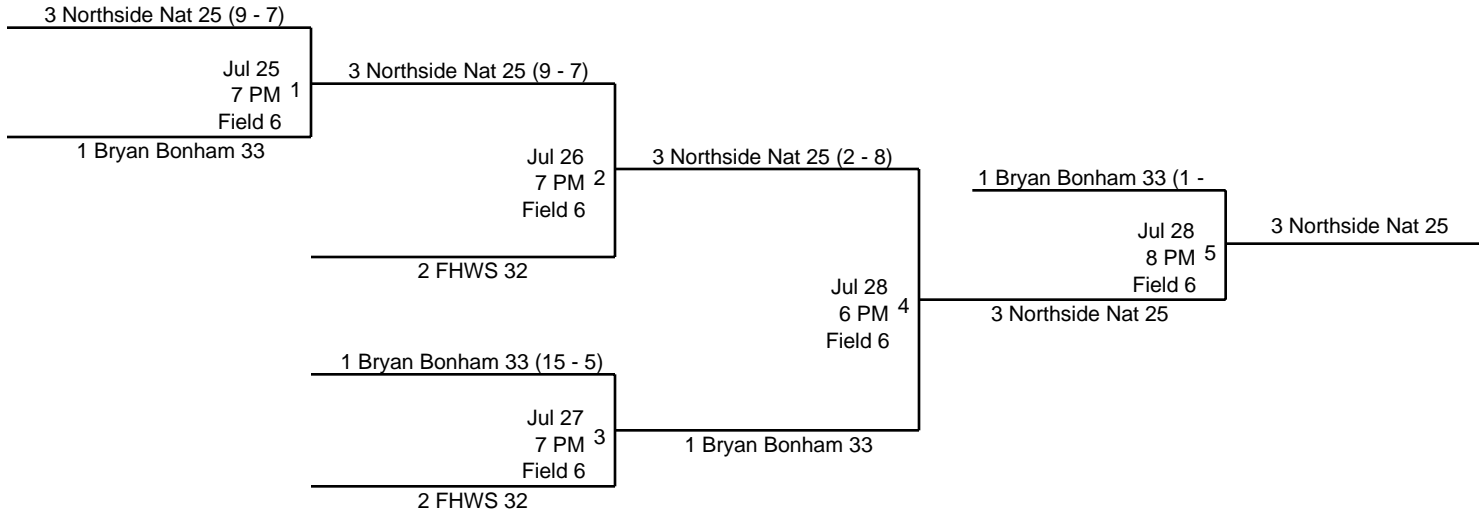 3 Northside Nat 25 (9 - 7)
Jul 25
7 PM
1
Field 6
1 Bryan Bonham 33
3 Northside Nat 25 (9 - 7)
Jul 26
7 PM
2
Field 6
2 FHWS 32
3 Northside Nat 25 (2 - 8)
1 Bryan Bonham 33 (15 - 5)
Jul 27
7 PM
3
Field 6
2 FHWS 32
Jul 28
6 PM
4
Field 6
1 Bryan Bonham 33
1 Bryan Bonham 33 (1 -
Jul 28
8 PM
5
Field 6
3 Northside Nat 25
3 Northside Nat 25